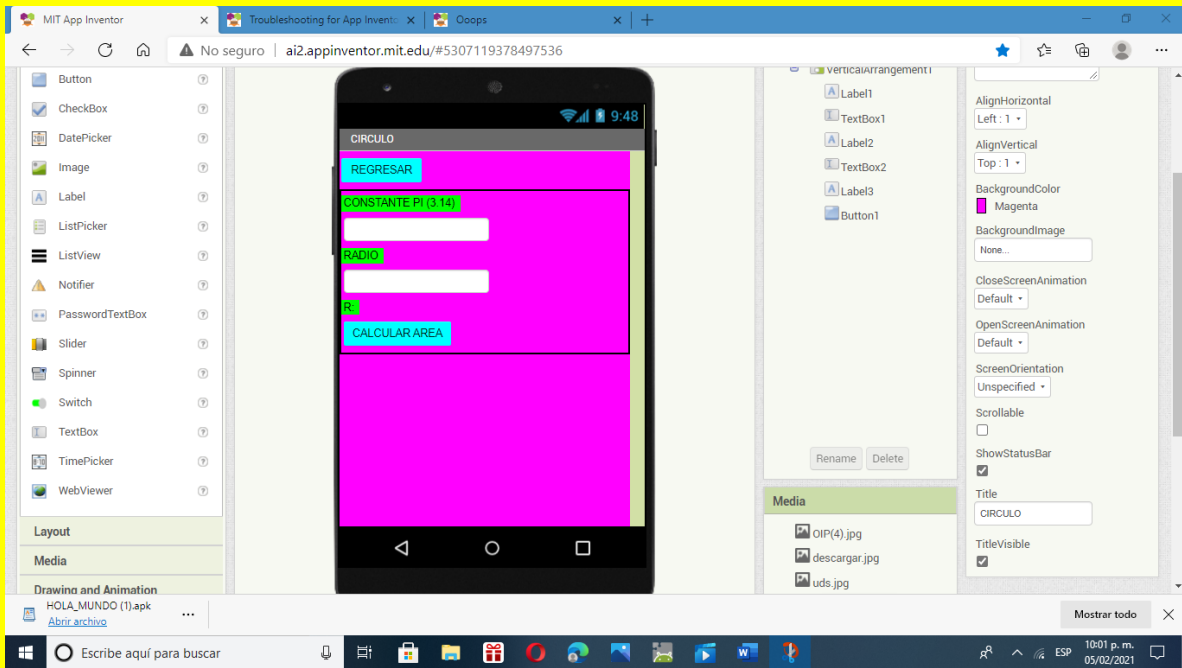 MIT App Inventor
Troubleshooting for App Invento
Ooops
No seguro
ai2.appinventor.mit.edu/#5307119378497536
Button
CheckBox
DatePicker
Image
Label
ListPicker
ListView
Notifier
PasswordTextBox
Slider
Spinner
Switch
TextBox
TimePicker
WebViewer
Layout
Media
Drawing and Animation
9:48
CIRCULO
REGRESAR
CONSTANTE PI (3.14)
RADIO
R:
CALCULAR AREA
VerticalArrangement1
Label1
TextBox1
Label2
TextBox2
Label3
Button1
Rename
Delete
Media
OIP(4).jpg
descargar.jpg
uds.jpg
AlignHorizontal
Left : 1
AlignVertical
Top : 1
BackgroundColor
Magenta
BackgroundImage
None...
CloseScreenAnimation
Default
OpenScreenAnimation
Default
ScreenOrientation
Unspecified
Scrollable
ShowStatusBar
Title
CIRCULO
TitleVisible
HOLA_MUNDO (1).apk
Abrir archivo
Mostrar todo
Escribe aquí para buscar
ESP
10:01 p. m.
05/02/2021